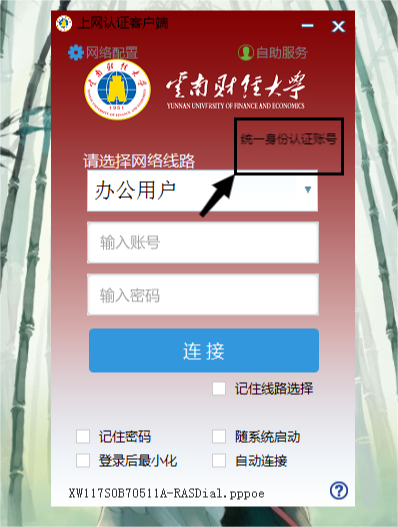 上网认证客户端
网络配置
自助服务
雲南财经大学
YUNNAN UNIVERSITY OF FINANCE AND ECONOMICS
1951
统一身份认证账号
请选择网络线路
办公用户
输入账号
输入密码
连接
记住线路选择
记住密码
随系统启动
登录后最小化
自动连接
XW117S0B70511A-RASDial.pppoe